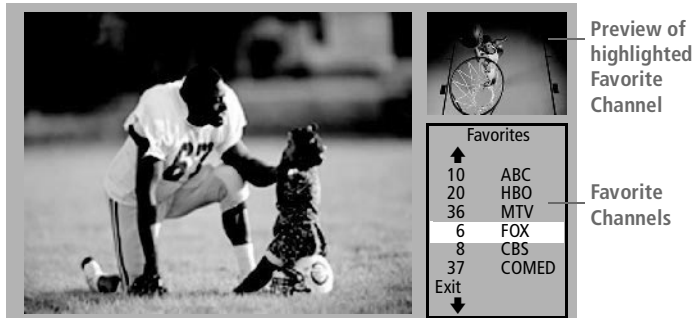 67
Preview of
highlighted
Favorite
Channel
Favorites
10 ABC
20 HBO
36 MTV
6 FOX
8 CBS
37 COMED
Exit
Favorite
Channels